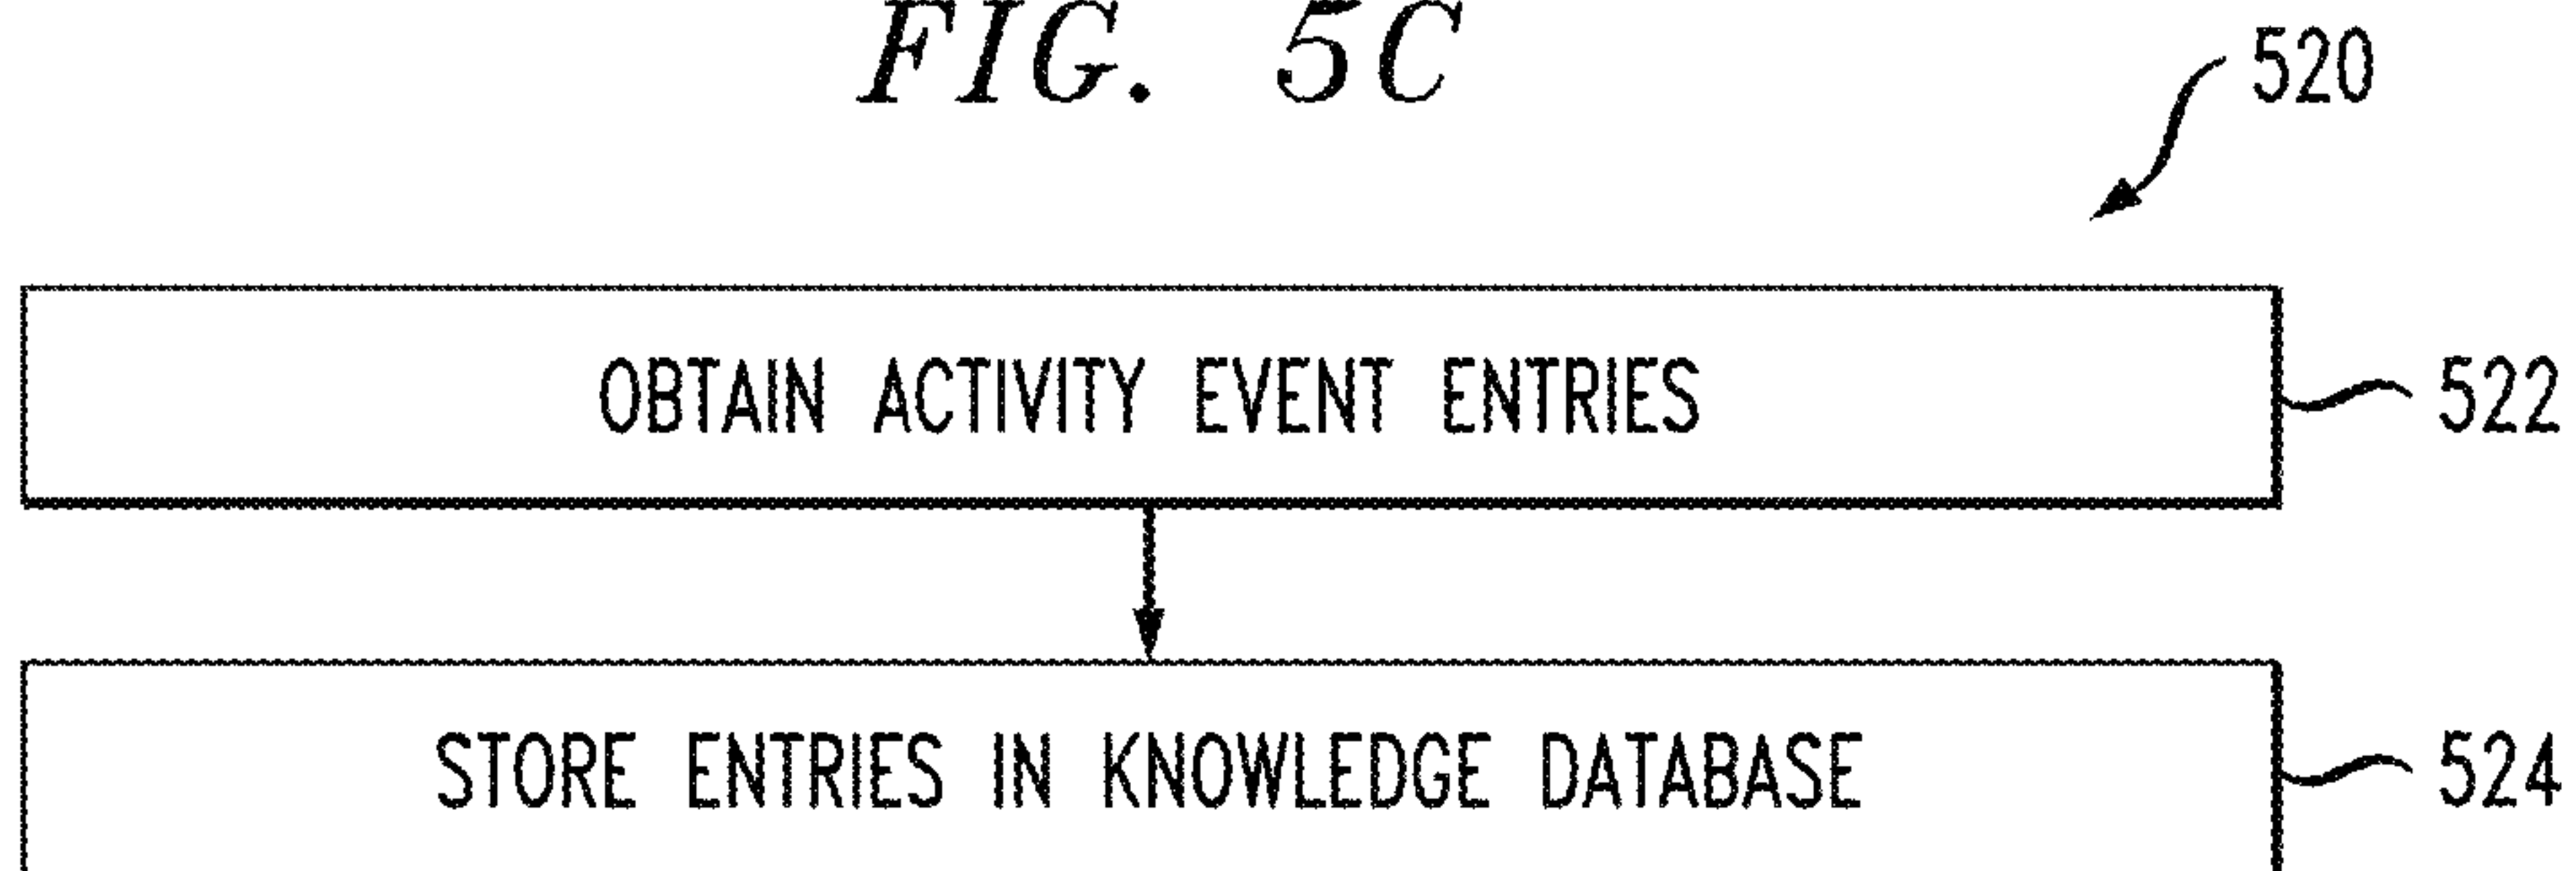 FIG. 5C
520
OBTAIN ACTIVITY EVENT ENTRIES
522
STORE ENTRIES IN KNOWLEDGE DATABASE
524